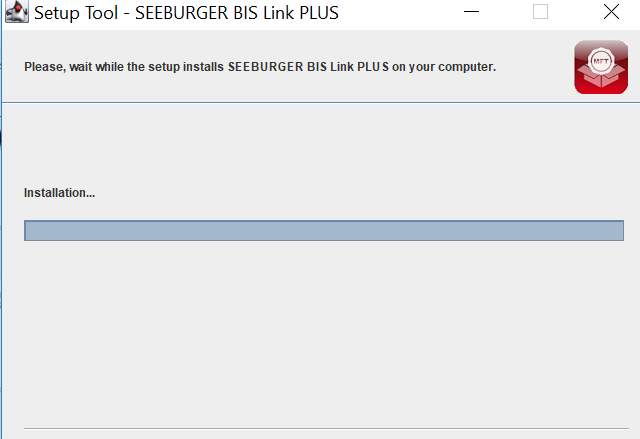 Setup Tool - SEEBURGER BIS Link PLUS
Please, wait while the setup installs SEEBURGER BIS Link PLUS on your computer.
MFT
Installation...